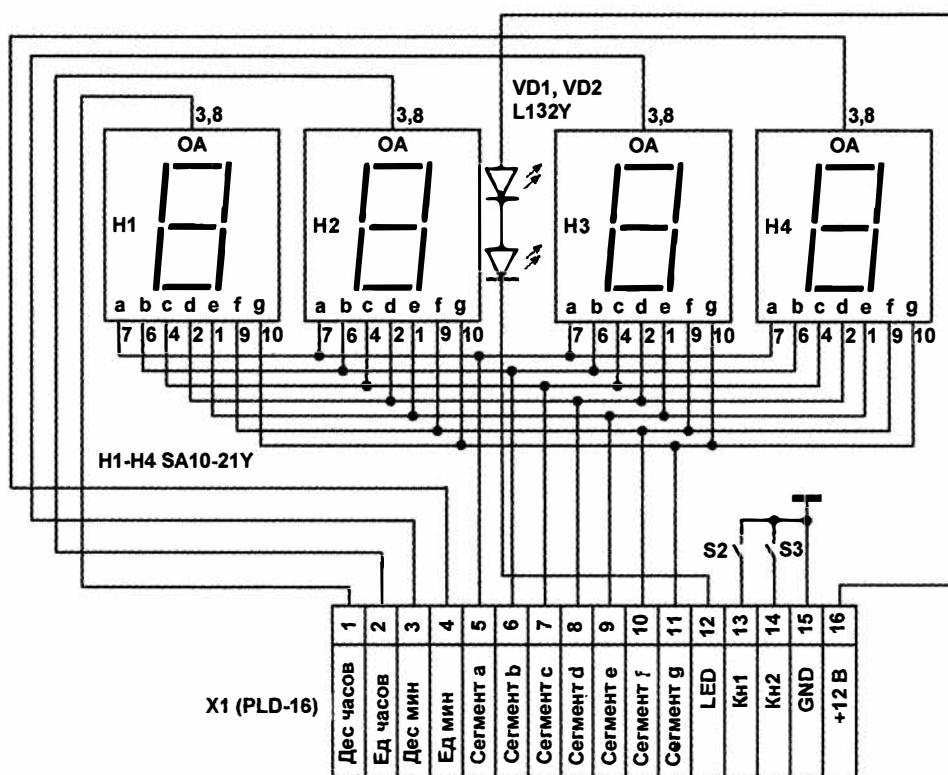 VD1, VD2
L132Y
3,8
3,8
3,8
3,8
OA
OA
OA
OA
H1
H2
H3
H4
a b c d e f g
a b c d e f g
a b c d e f g
a b c d e f g
7 6 4 2 1 9 10
7 6 4 2 1 9 10
7 6 4 2 1 9 10
7 6 4 2 1 9 10
H1-H4 SA10-21Y
S2
S3
1 2 3 4 5 6 7 8 9 10 11 12 13 14 15 16
X1 (PLD-16)
Дес часов
Ед часов
Дес мин
Ед мин
Сегмент a
Сегмент b
Сегмент c
Сегмент d
Сегмент e
Сегмент f
Сегмент g
LED
Кн1
Кн2
GND
+12 В